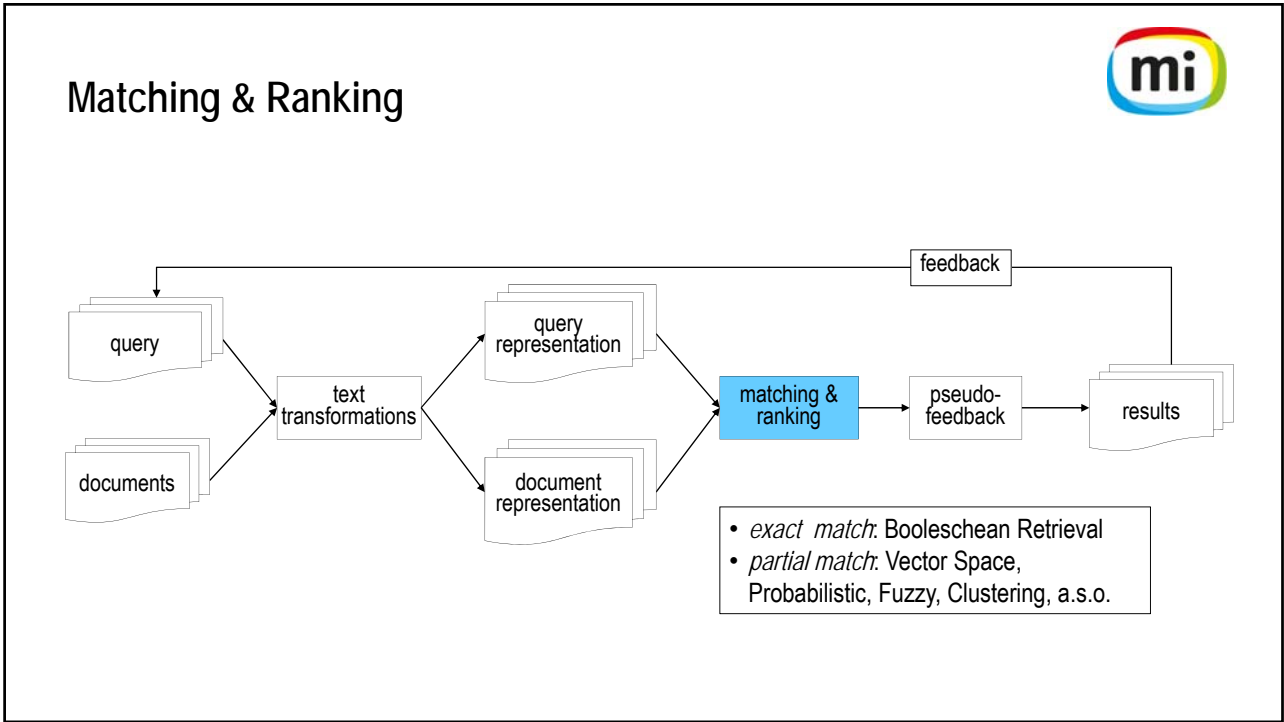 Matching & Ranking
mi
feedback
query
query
representation
text
transformations
matching &
ranking
pseudo-
feedback
results
documents
document
representation
• exact match: Booleschean Retrieval
• partial match: Vector Space,
Probabilistic, Fuzzy, Clustering, a.s.o.